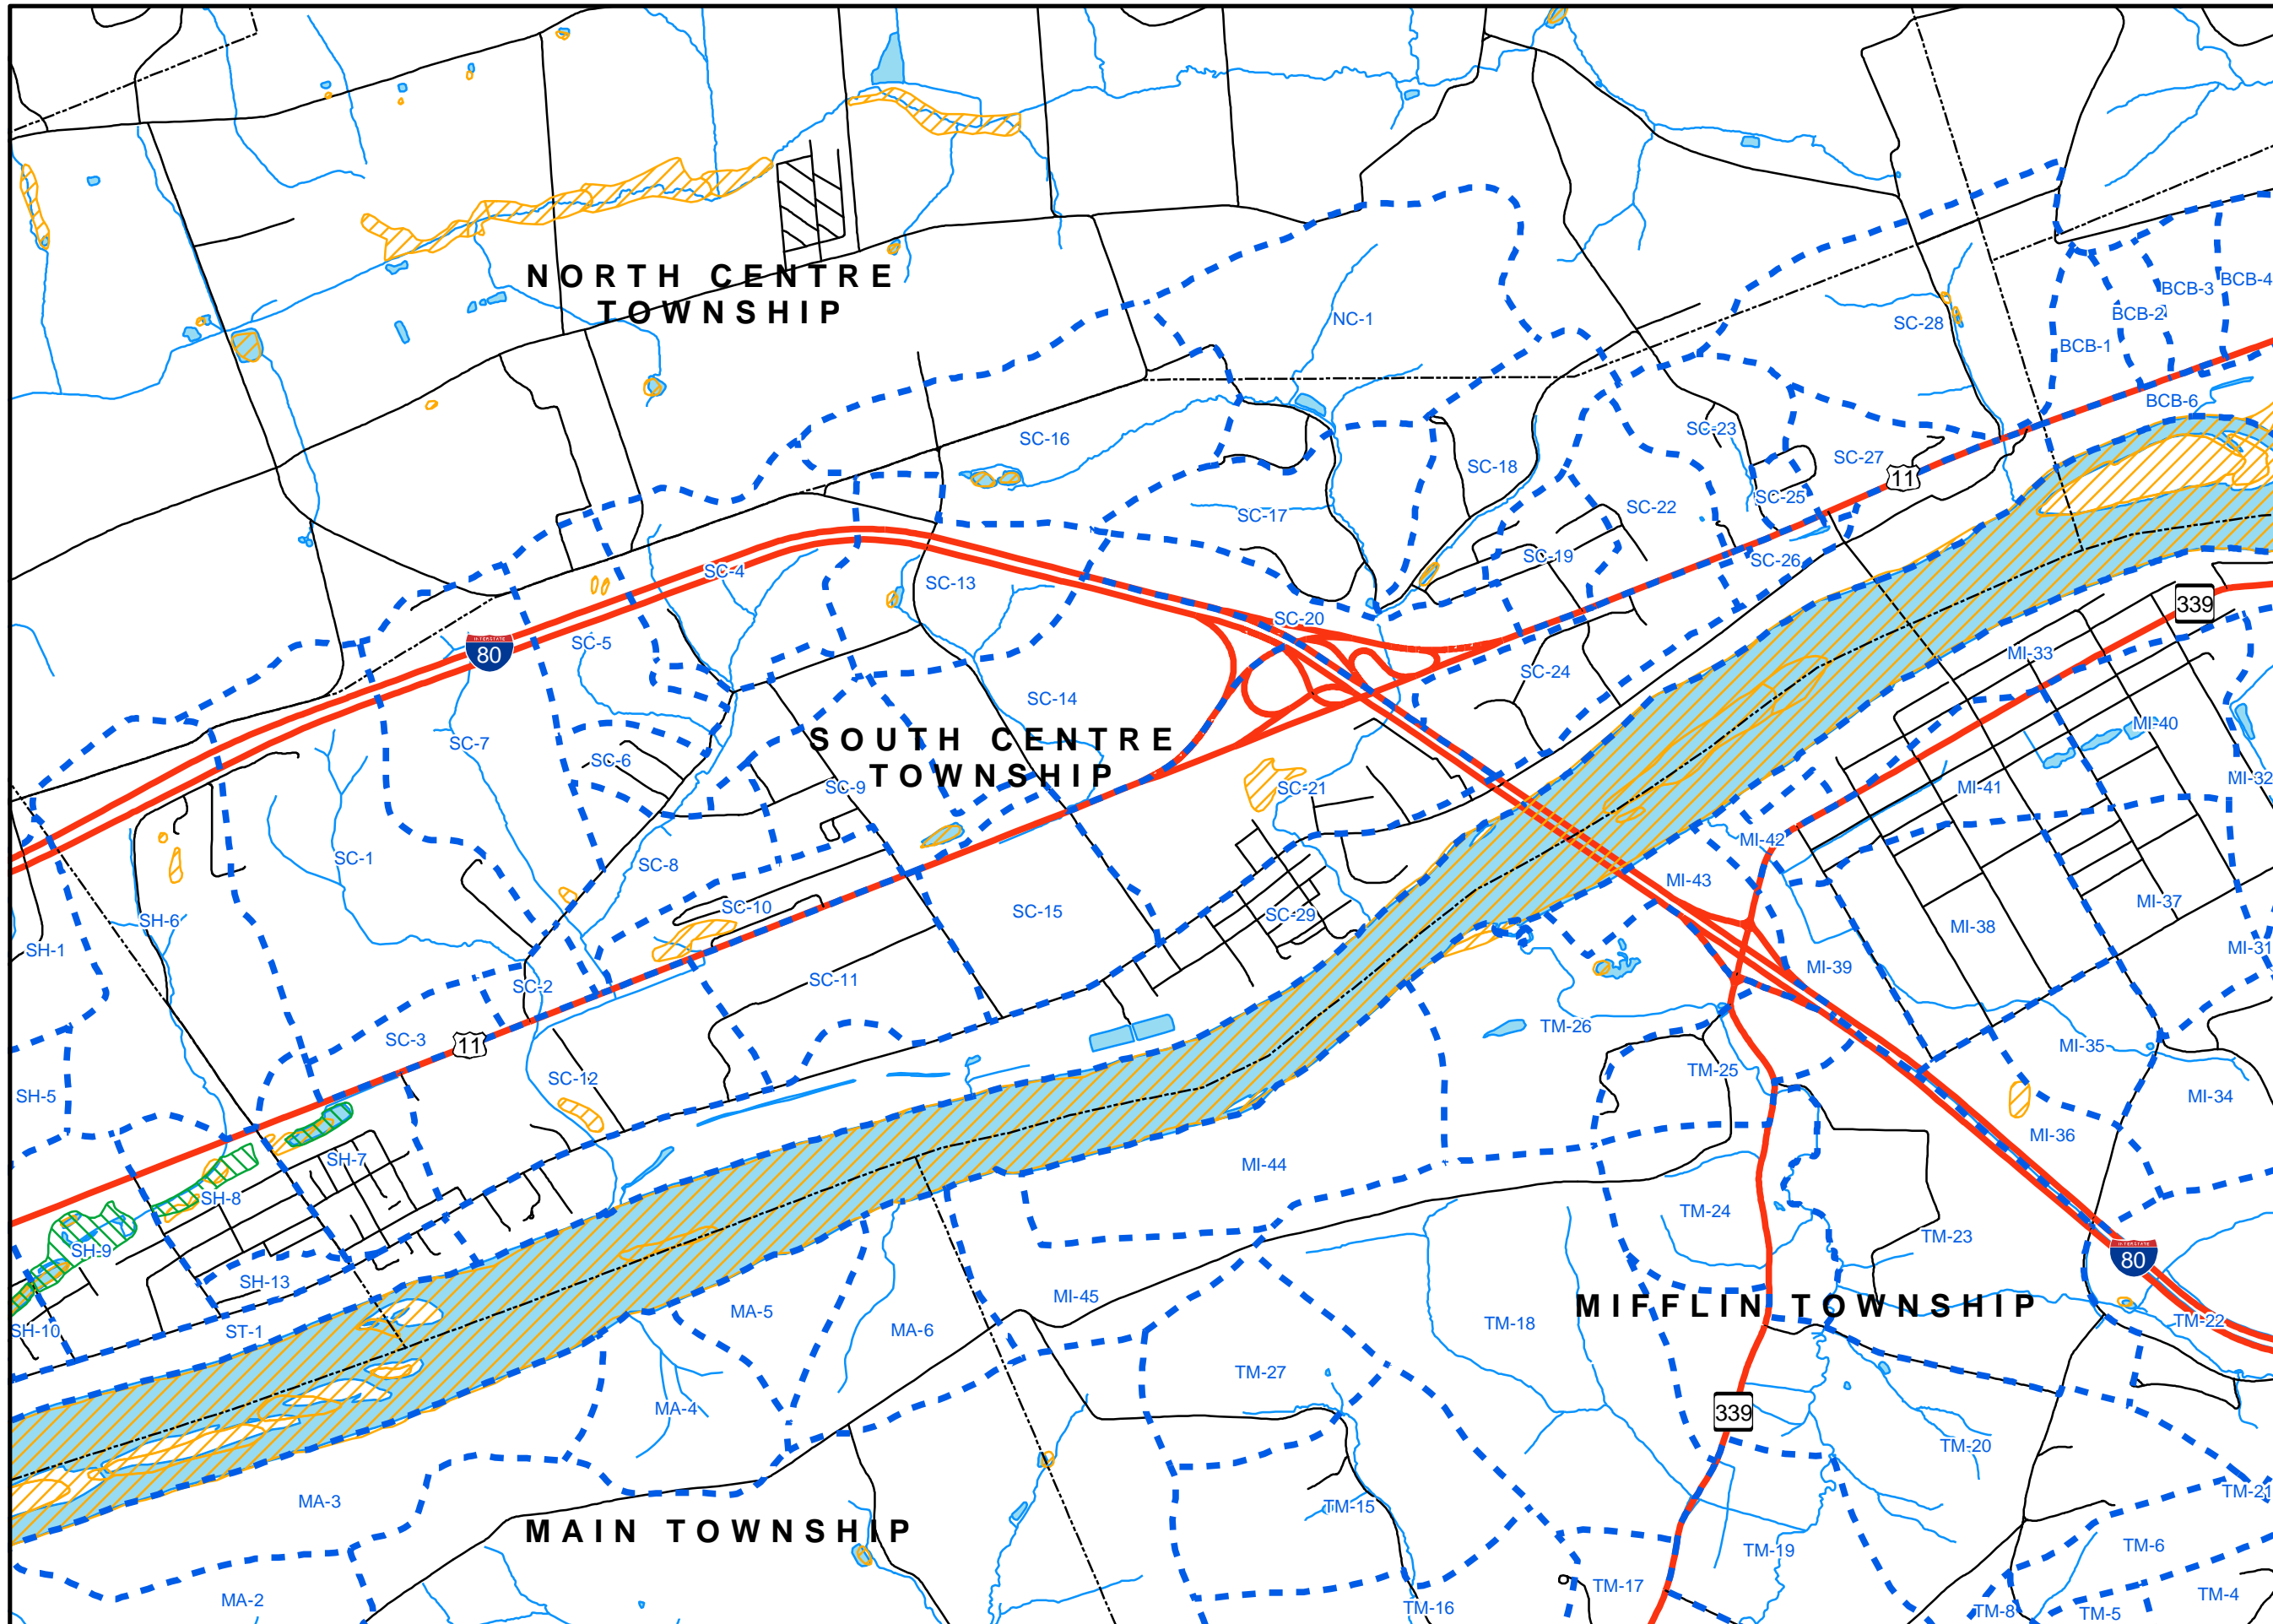 NORTH CENTRE
TOWNSHIP
NC-1
SC-28
BCB-4
BCB-3
BCB-2
BCB-1
BCB-6
SC-16
SC-23
SC-27
SC-18
11
SC-25
SC-22
SC-17
SC-19
SC-26
SC-4
SC-13
339
SC-20
SC-5
INTERSTATE
80
MI-33
SC-24
SC-14
MI-40
SC-7
SOUTH CENTRE
TOWNSHIP
SC-6
SC-9
SC-21
MI-32
MI-41
MI-42
SC-1
SC-8
MI-43
MI-37
SC-10
SC-15
SC-29
SH-6
MI-38
SH-1
MI-31
MI-39
SC-11
SC-2
TM-26
SC-3
11
MI-35
TM-25
SC-12
SH-5
MI-34
MI-36
SH-7
MI-44
SH-8
TM-24
TM-23
SH-9
INTERSTATE
80
SH-13
MI-45
MIFFLIN TOWNSHIP
MA-5
TM-18
TM-22
SH-10
ST-1
MA-6
TM-27
MA-4
339
TM-20
TM-21
MA-3
TM-15
MAIN TOWNSHIP
TM-6
TM-19
TM-17
TM-4
MA-2
TM-16
TM-8
TM-5